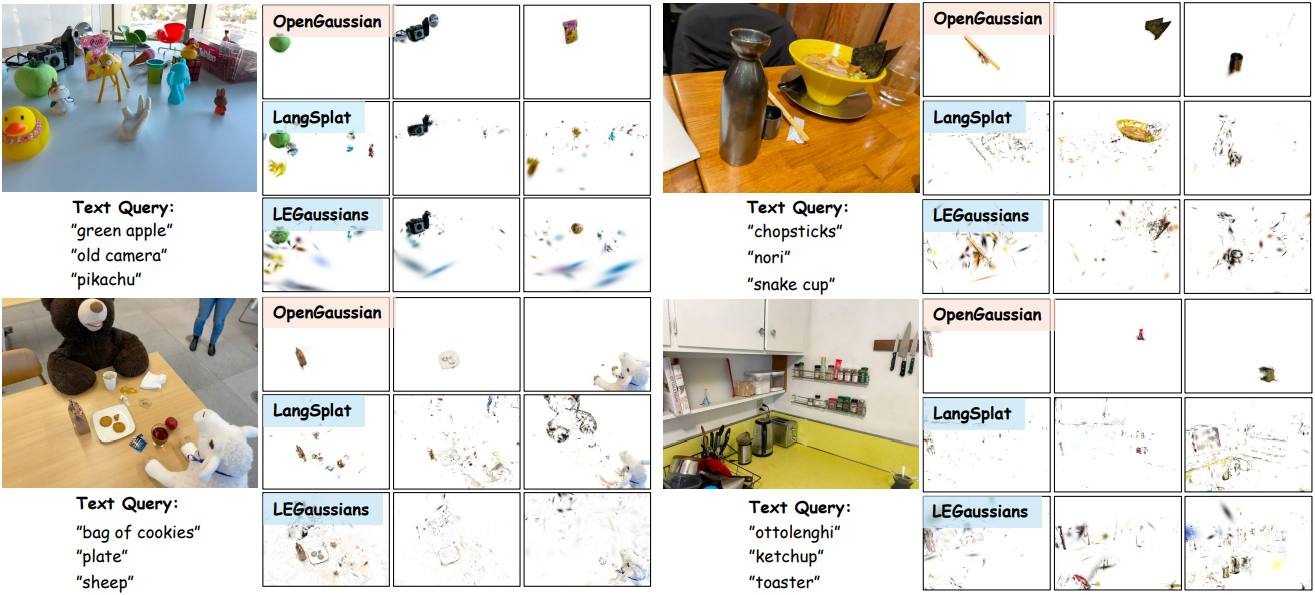 OpenGaussian
LangSplat
LEGaussians
Text Query:
"green apple"
"old camera"
"pikachu"
OpenGaussian
LangSplat
LEGaussians
Text Query:
"chopsticks"
"nori"
"snake cup"
OpenGaussian
LangSplat
LEGaussians
Text Query:
"bag of cookies"
"plate"
"sheep"
OpenGaussian
LangSplat
LEGaussians
Text Query:
"ottolenghi"
"ketchup"
"toaster"